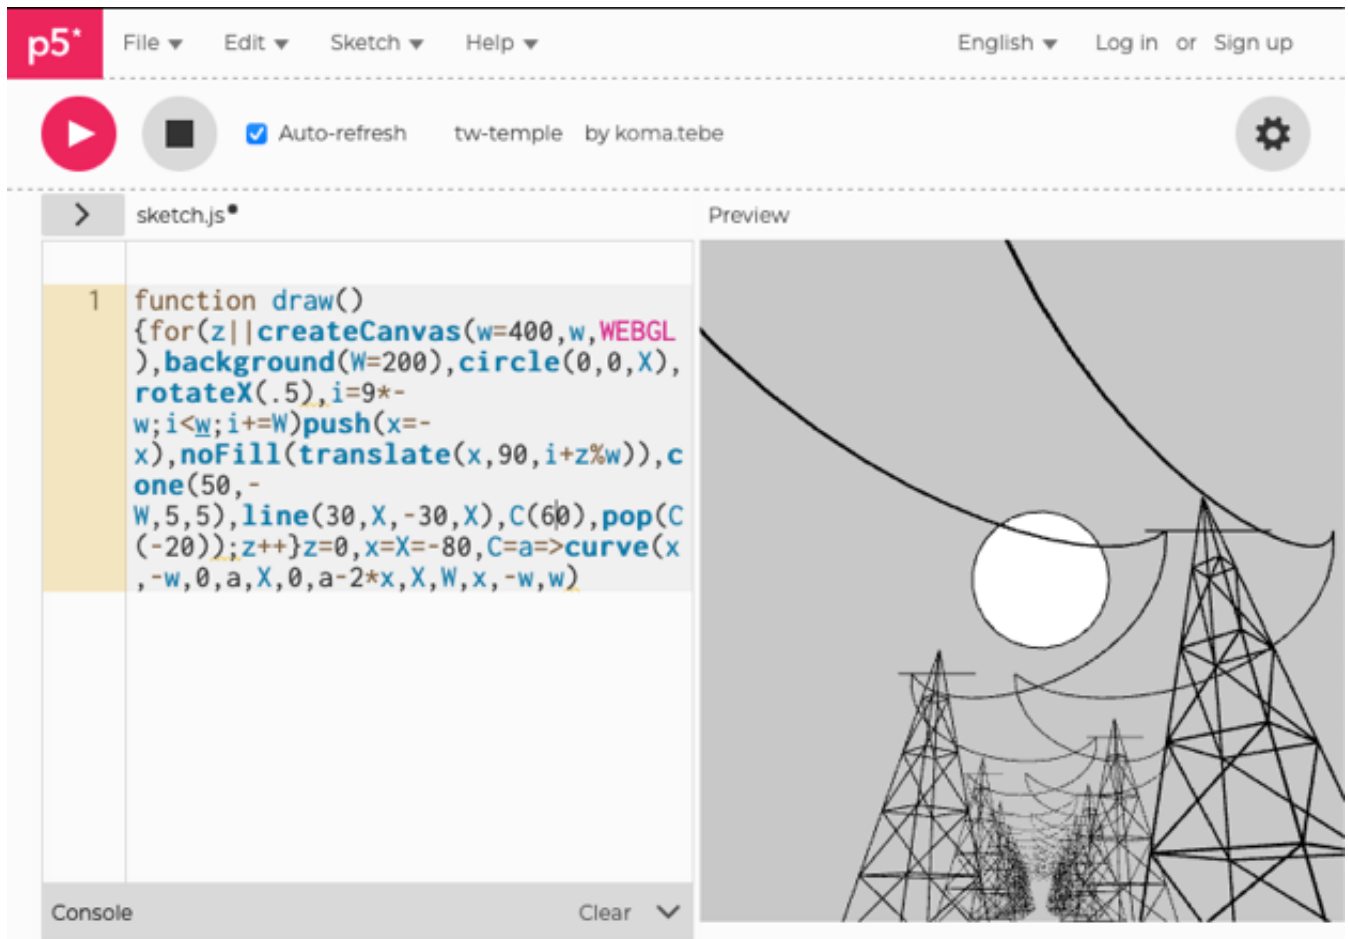 p5* File Edit Sketch Help English Log in or Sign up
Auto-refresh tw-temple by koma.tebe
sketch.js Preview
1 function draw()
{for(z||createCanvas(w=400,w,WEBGL
),background(W=200),circle(0,0,X),
rotateX(.5),i=9*-
w;i<w;i+=W)push(x=-
x),noFill(translate(x,90,i+z%w)),c
one(50,-
W,5,5),line(30,X,-30,X),C(60),pop(C
(-20));z++}z=0,x=X=-80,C=a=>curve(x
,-w,0,a,X,0,a-2*x,X,W,x,-w,w)
Console Clear